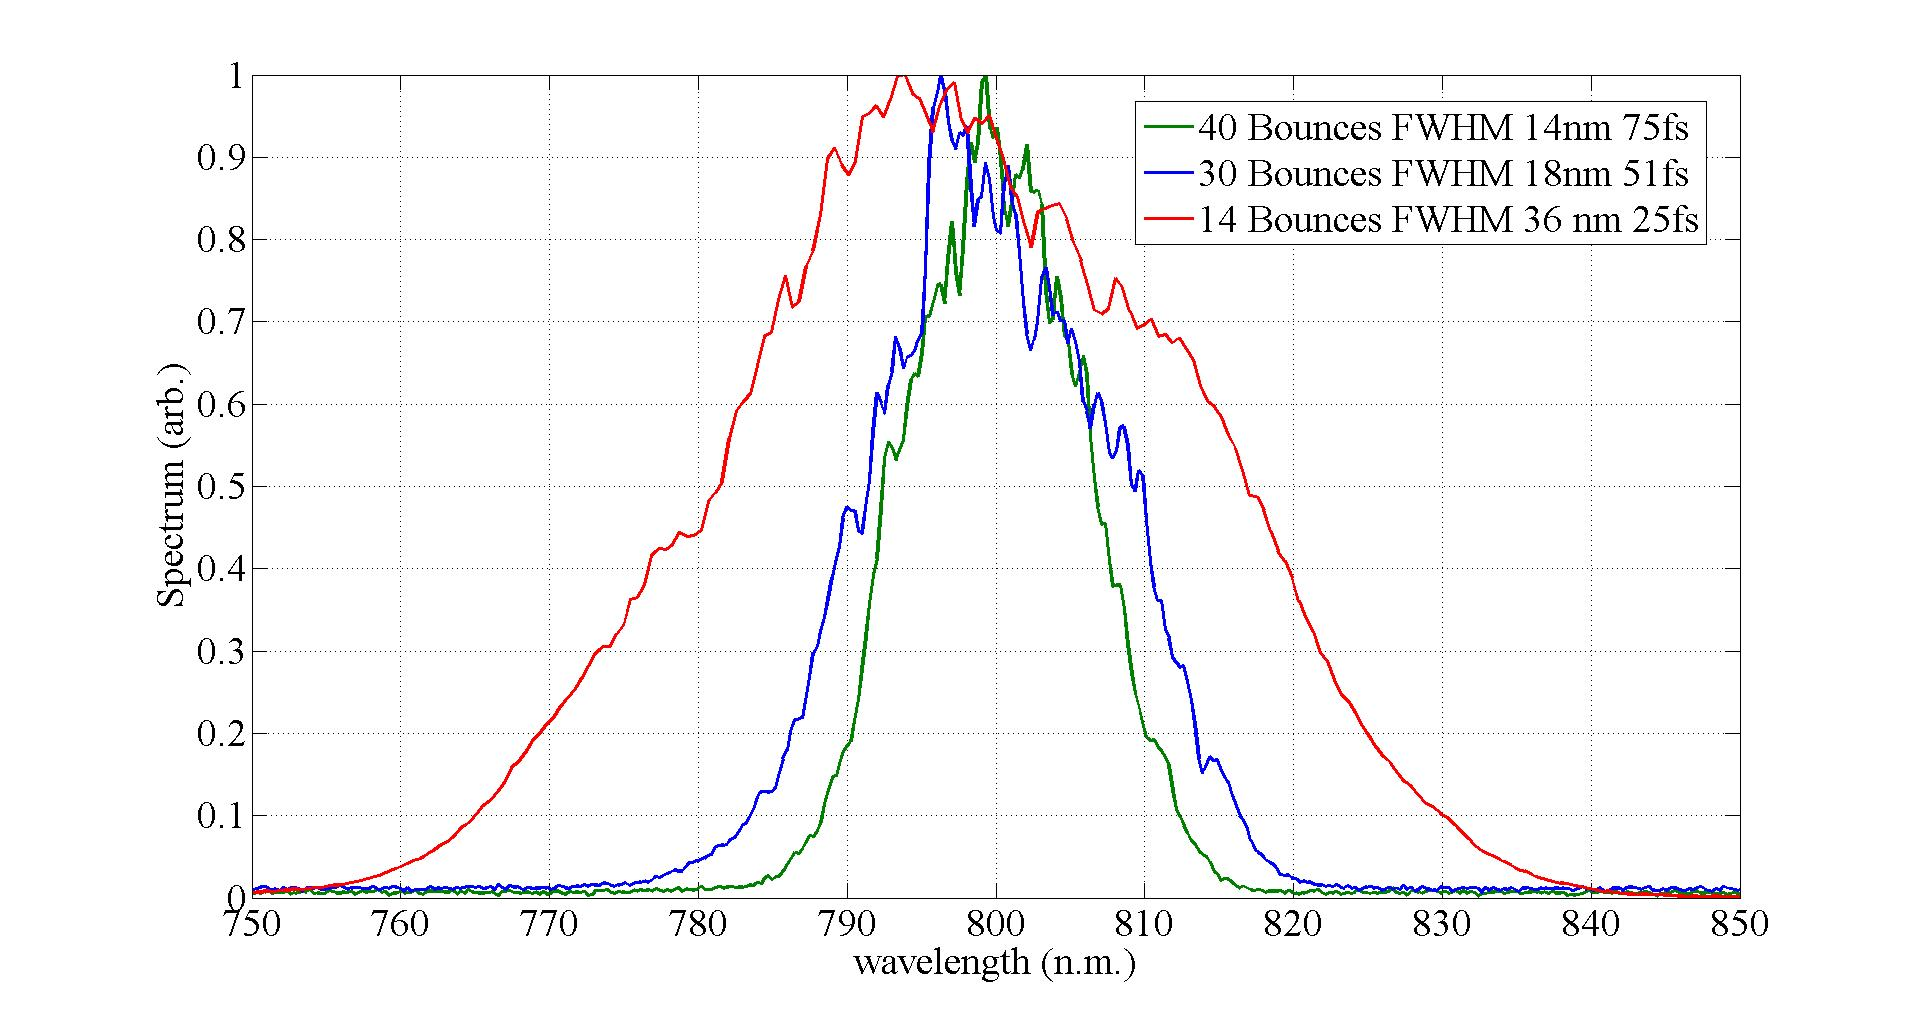 1
0.9
0.8
0.7
0.6
0.5
0.4
0.3
0.2
0.1
0
Spectrum (arb.)
40 Bounces FWHM 14nm 75fs
30 Bounces FWHM 18nm 51fs
14 Bounces FWHM 36 nm 25fs
750 760 770 780 790 800 810 820 830 840 850
wavelength (n.m.)